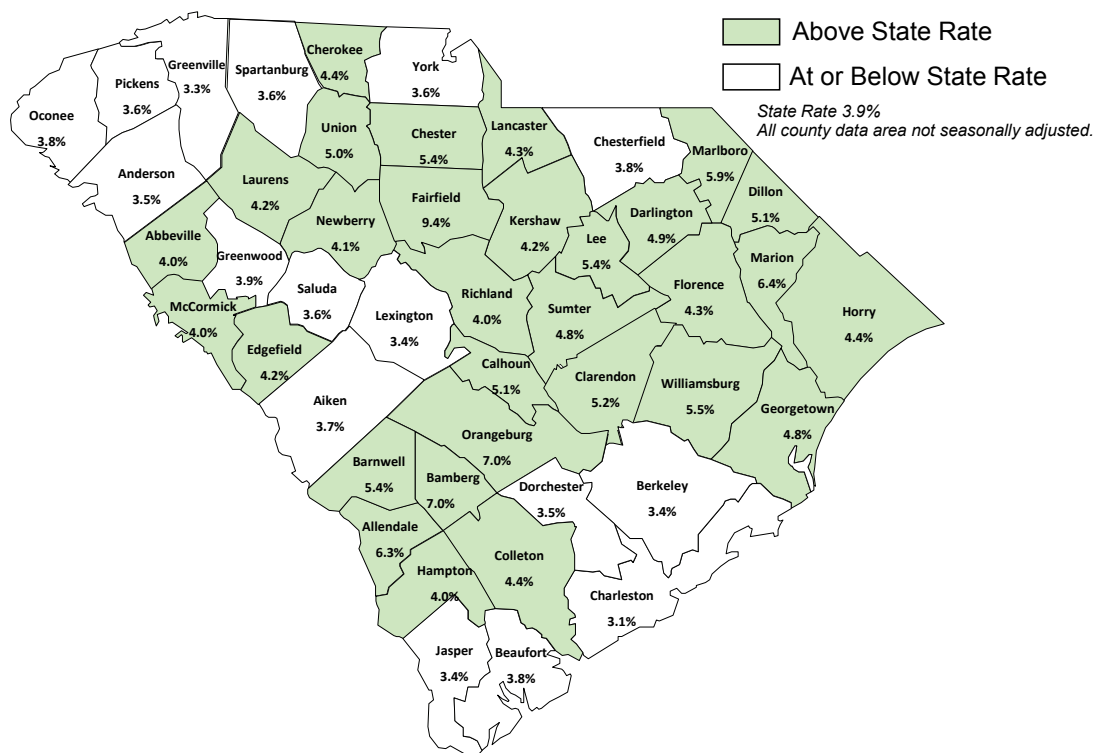 Above State Rate
At or Below State Rate
State Rate 3.9%
All county data area not seasonally adjusted.
Cherokee
4.4%
York
3.6%
Greenville
3.3%
Spartanburg
3.6%
Pickens
3.6%
Oconee
3.8%
Anderson
3.5%
Union
5.0%
Chester
5.4%
Lancaster
4.3%
Chesterfield
3.8%
Marlboro
5.9%
Dillon
5.1%
Laurens
4.2%
Newberry
4.1%
Fairfield
9.4%
Kershaw
4.2%
Lee
5.4%
Darlington
4.9%
Marion
6.4%
Abbeville
4.0%
Greenwood
3.9%
Saluda
3.6%
Lexington
3.4%
Richland
4.0%
Sumter
4.8%
Florence
4.3%
Horry
4.4%
McCormick
4.0%
Edgefield
4.2%
Aiken
3.7%
Calhoun
5.1%
Clarendon
5.2%
Williamsburg
5.5%
Georgetown
4.8%
Orangeburg
7.0%
Barnwell
5.4%
Bamberg
7.0%
Dorchester
3.5%
Berkeley
3.4%
Allendale
6.3%
Hampton
4.0%
Colleton
4.4%
Charleston
3.1%
Jasper
3.4%
Beaufort
3.8%